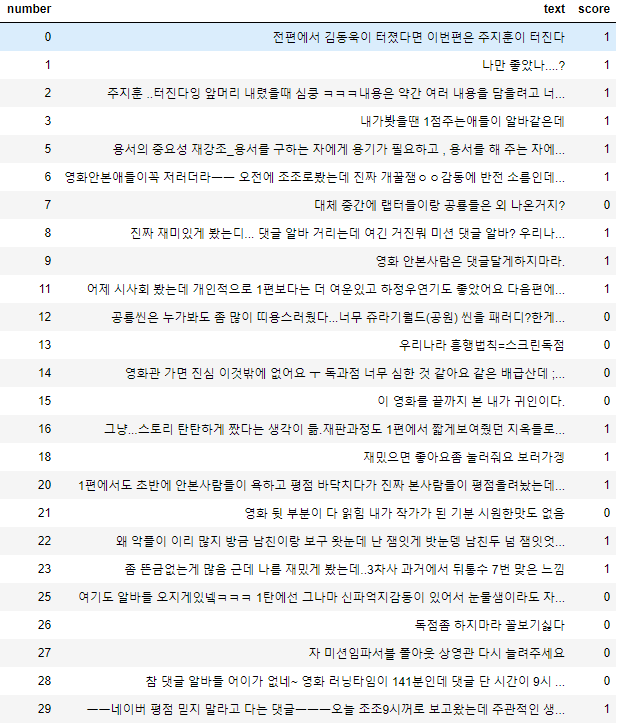 number text score
0 전편에서 김동욱이 터졌다면 이번편은 주지훈이 터진다 1
1 나만 좋았나....? 1
2 주지훈 ..터진다잉 앞머리 내렸을때 심쿵 ㅋㅋㅋ내용은 약간 여러 내용을 담을려고 너... 1
3 내가봣을땐 1점주는애들이 알바같은데 1
5 용서의 중요성 재강조_용서를 구하는 자에게 용기가 필요하고 , 용서를 해 주는 자에... 1
6 영화안본애들이꼭 저러더라ㅡㅡ 오전에 조조로봤는데 진짜 개꿀잼ㅇㅇ감동에 반전 소름인데... 1
7 대체 중간에 랩터들이랑 공룡들은 외 나온거지? 0
8 진짜 재미있게 봤는디... 댓글 알바 거리는데 여긴 거진뭐 미션 댓글 알바? 우리나... 1
9 영화 안본사람은 댓글달게하지마라. 1
11 어제 시사회 봤는데 개인적으로 1편보다는 더 여운있고 하정우연기도 좋았어요 다음편에... 1
12 공룡씬은 누가봐도 좀 많이 띠용스러웠다...너무 쥬라기월드(공원) 씬을 패러디?한게... 0
13 우리나라 흥행법칙=스크린독점 0
14 영화관 가면 진심 이것밖에 없어요 ㅜ 독과점 너무 심한 것 같아요 같은 배급산데 ;... 0
15 이 영화를 끝까지 본 내가 귀인이다. 0
16 그냥...스토리 탄탄하게 짰다는 생각이 듦.재판과정도 1편에서 짧게보여줬던 지옥들로... 1
18 재밌으면 좋아요좀 눌러줘요 보러가겡 1
20 1편에서도 초반에 안본사람들이 욕하고 평점 바닥치다가 진짜 본사람들이 평점올려놨는데... 1
21 영화 뒷 부분이 다 읽힘 내가 작가가 된 기분 시원한맛도 없음 0
22 왜 악플이 이리 많지 방금 남친이랑 보구 왓눈데 난 잼잇게 밧눈뎅 남친두 넘 잼잇엇... 1
23 좀 뜬금없는게 많음 근데 나름 재밌게 봤는데..3차사 과거에서 뒤통수 7번 맞은 느낌 1
25 여기도 알바들 오지게있넼ㅋㅋㅋ 1탄에선 그나마 신파억지감동이 있어서 눈물샘이라도 자... 0
26 독점좀 하지마라 꼴보기싫다 0
27 자 미션임파서블 폴아웃 상영관 다시 늘려주세요 0
28 참 댓글 알바들 어이가 없네~ 영화 러닝타임이 141분인데 댓글 단 시간이 9시 ... 0
29 ㅡㅡ네이버 평점 믿지 말라고 다는 댓글ㅡㅡㅡ오늘 조조9시꺼로 보고왔는데 주관적인 생... 1